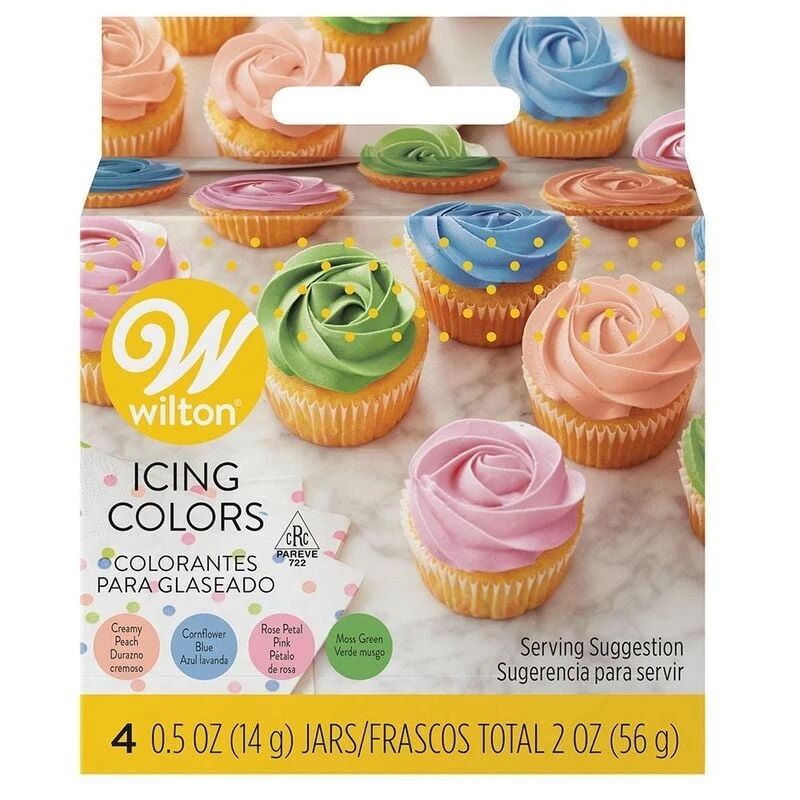 wilton®
ICING
COLORS
COLORANTES
PARA GLASEADO
cRc
PAREVE
722
Creamy
Peach
Durazno
cremoso
Cornflower
Blue
Azul lavanda
Rose Petal
Pink
Pétalo
de rosa
Moss Green
Verde musgo
Serving Suggestion
Sugerencia para servir
4 0.5 OZ (14 g) JARS/FRASCOS TOTAL 2 OZ (56 g)